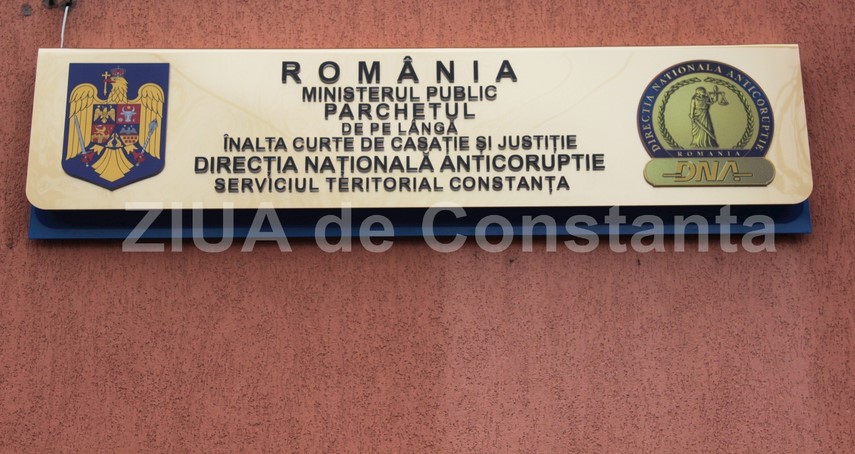 ROMÂNIA
MINISTERUL PUBLIC
PARCHETUL
DE PE LÂNGĂ
ÎNALTA CURTE DE CASAȚIE ȘI JUSTIȚIE
DIRECȚIA NAȚIONALĂ ANTICORUPTIE
SERVICIUL TERITORIAL CONSTANȚA
DIRECTIA NATIONALA ANTICORUPTIE
ROMANIA
DNA
ZIUA de Constanta